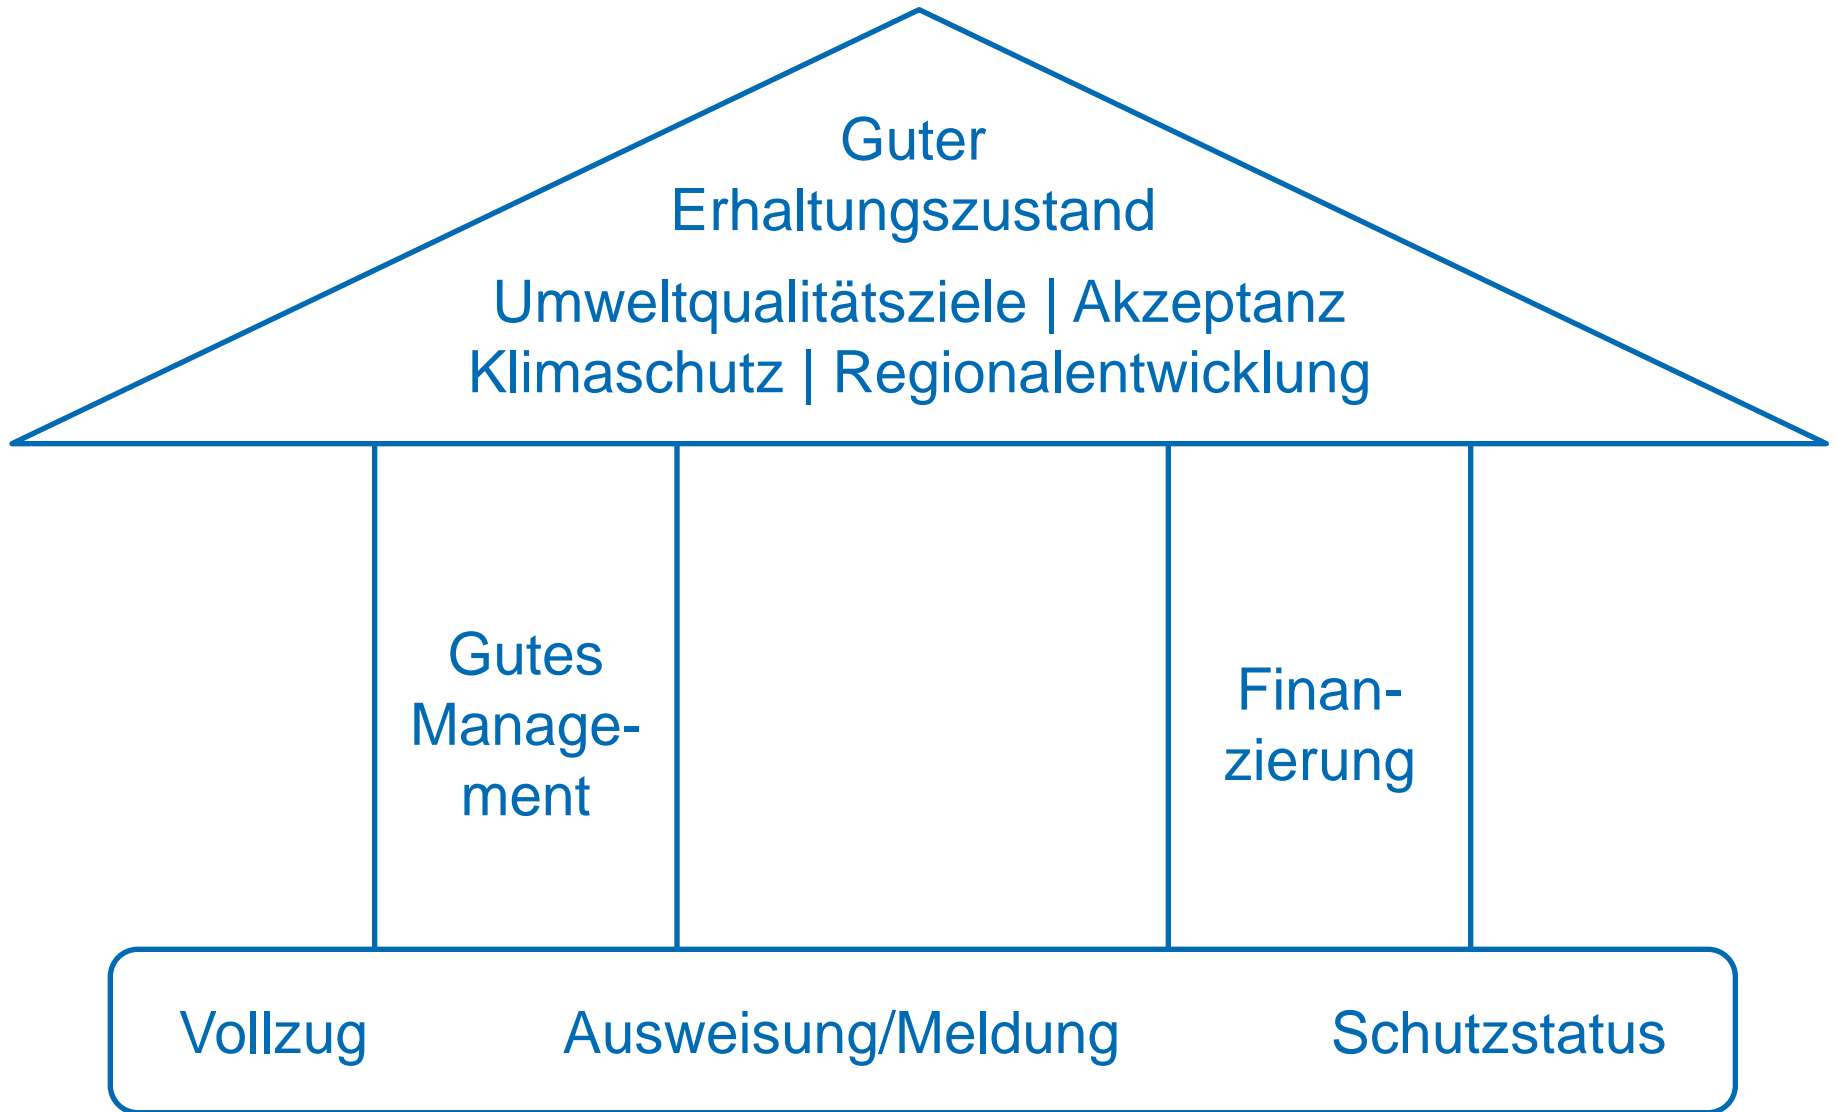 Guter
Erhaltungszustand
Umweltqualitätsziele | Akzeptanz
Klimaschutz | Regionalentwicklung
Gutes
Manage-
ment
Finan-
zierung
Vollzug Ausweisung/Meldung Schutzstatus